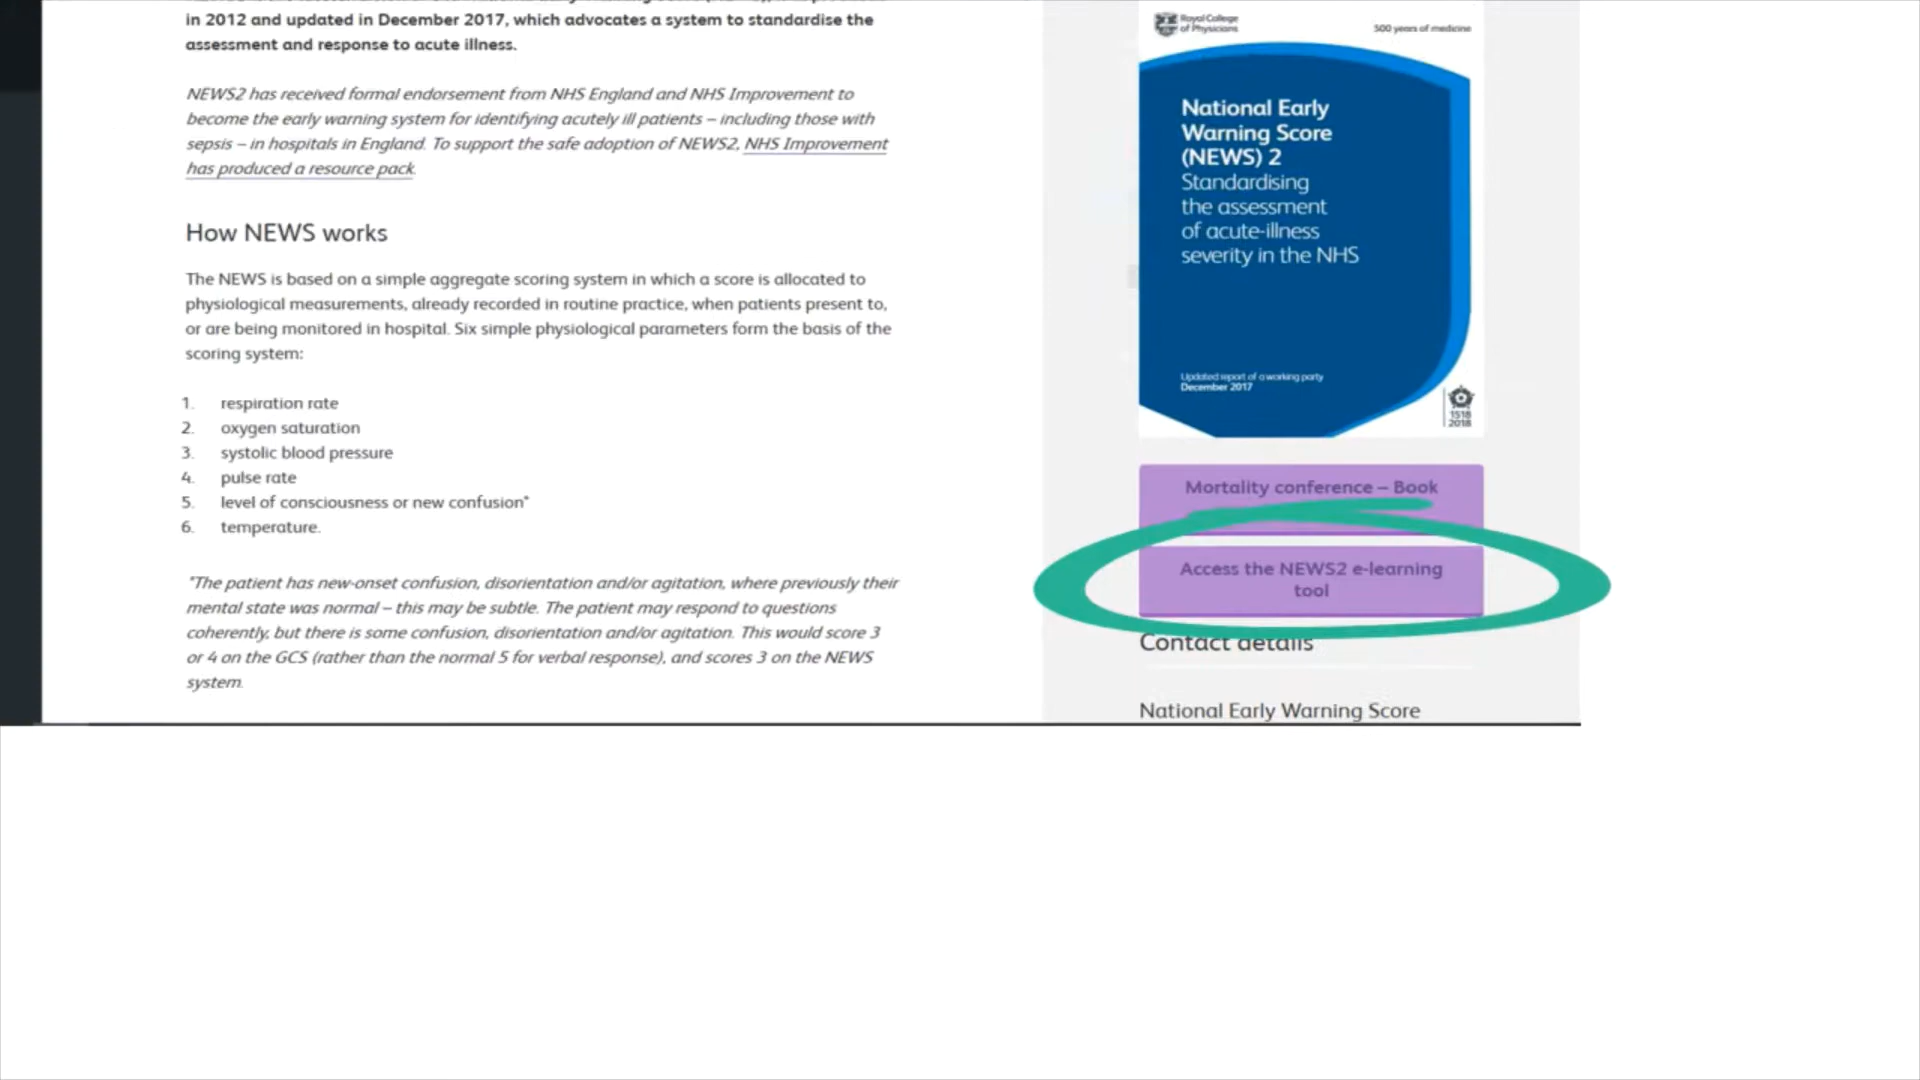 in 2012 and updated in December 2017, which advocates a system to standardise the
assessment and response to acute illness.
NEWS2 has received formal endorsement from NHS England and NHS Improvement to
become the early warning system for identifying acutely ill patients – including those with
sepsis – in hospitals in England. To support the safe adoption of NEWS2, NHS Improvement
has produced a resource pack.
How NEWS works
The NEWS is based on a simple aggregate scoring system in which a score is allocated to
physiological measurements, already recorded in routine practice, when patients present to,
or are being monitored in hospital. Six simple physiological parameters form the basis of the
scoring system:
1. respiration rate
2. oxygen saturation
3. systolic blood pressure
4. pulse rate
5. level of consciousness or new confusion*
6. temperature.
*The patient has new-onset confusion, disorientation and/or agitation, where previously their
mental state was normal – this may be subtle. The patient may respond to questions
coherently, but there is some confusion, disorientation and/or agitation. This would score 3
or 4 on the GCS (rather than the normal 5 for verbal response), and scores 3 on the NEWS
system.
Royal College
of Physicians
500 years of medicine
National Early
Warning Score
(NEWS) 2
Standardising
the assessment
of acute-illness
severity in the NHS
Updated report of a working party
December 2017
1518
2018
Mortality conference – Book
Access the NEWS2 e-learning
tool
Contact details
National Early Warning Score